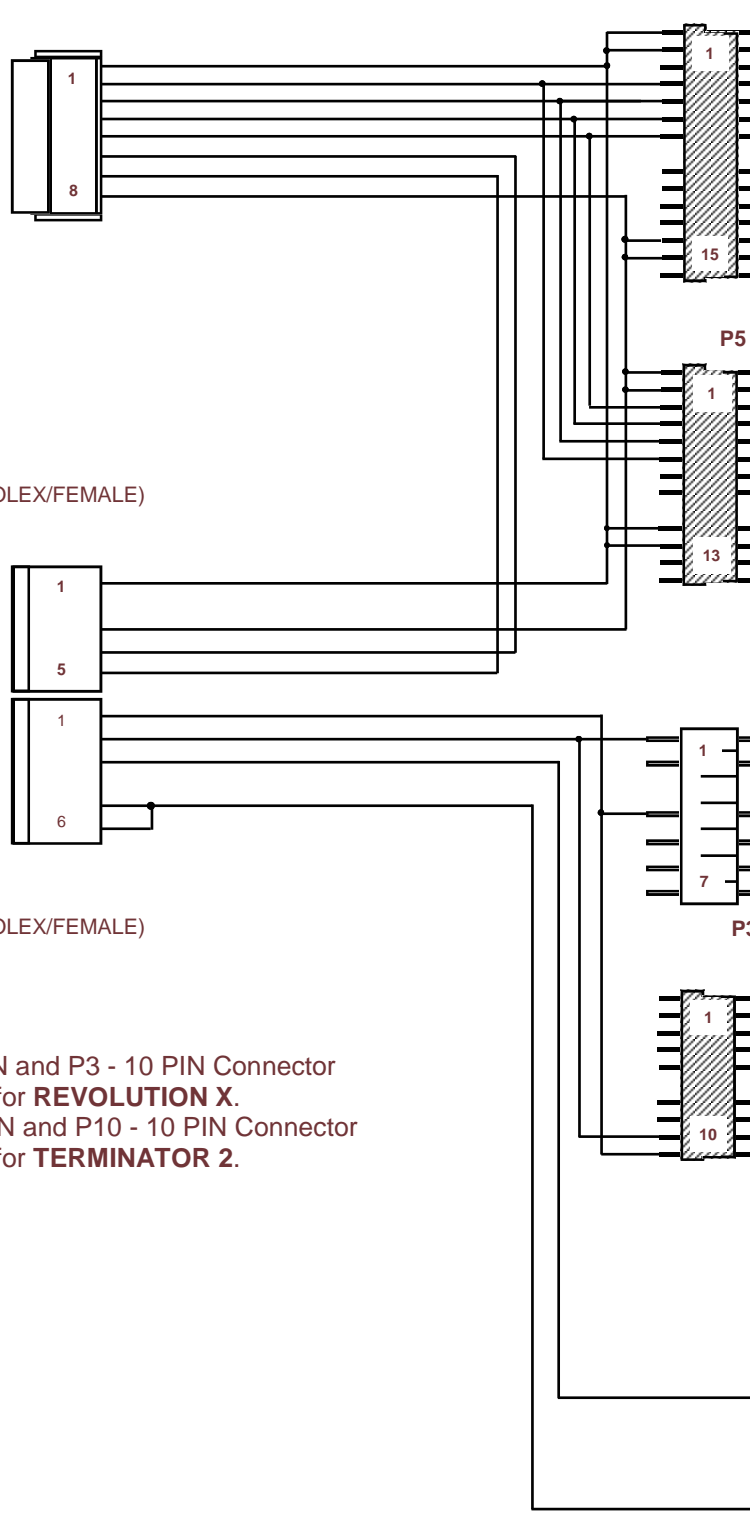 1
8
1
15
P5
1
13
OLEX/FEMALE)
1
5
1
6
1
7
P3
OLEX/FEMALE)
1
10
N and P3 - 10 PIN Connector
for REVOLUTION X.
N and P10 - 10 PIN Connector
for TERMINATOR 2.